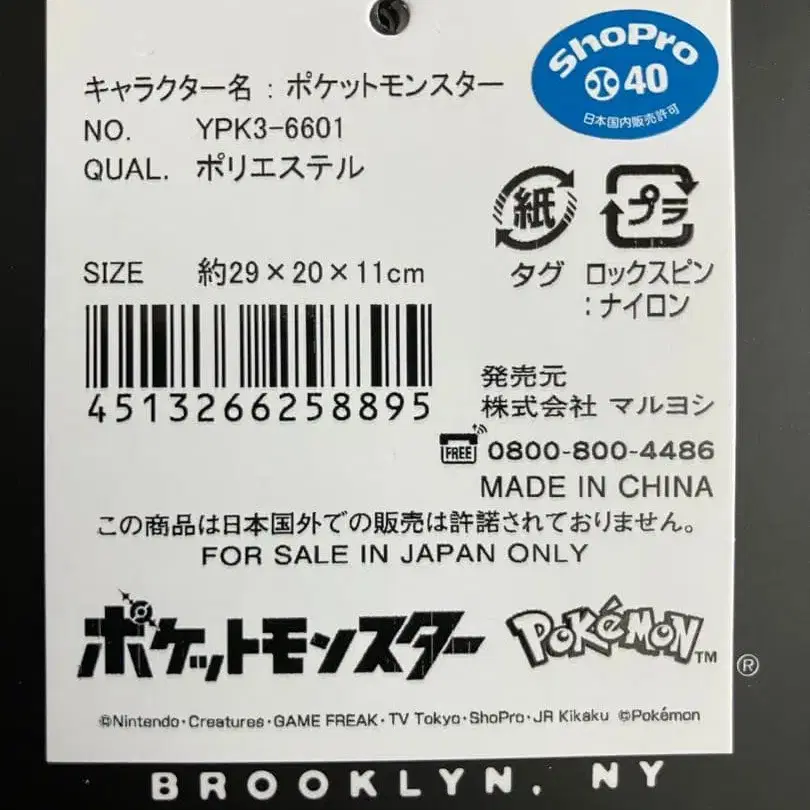 ShoPro
40
日本国内販売許可
キャラクター名：ポケットモンスター
NO. YPK3-6601
QUAL. ポリエステル
紙
プラ
タグ
ロックスピン
：ナイロン
SIZE 約29×20×11cm
4513266258895
発売元
株式会社 マルヨシ
FREE 0800-800-4486
MADE IN CHINA
この商品は日本国外での販売は許諾されておりません。
FOR SALE IN JAPAN ONLY
ポケットモンスター POKéMON TM
®
©Nintendo・Creatures・GAME FREAK・TV Tokyo・ShoPro・JR Kikaku ©Pokémon
BROOKLYN, NY